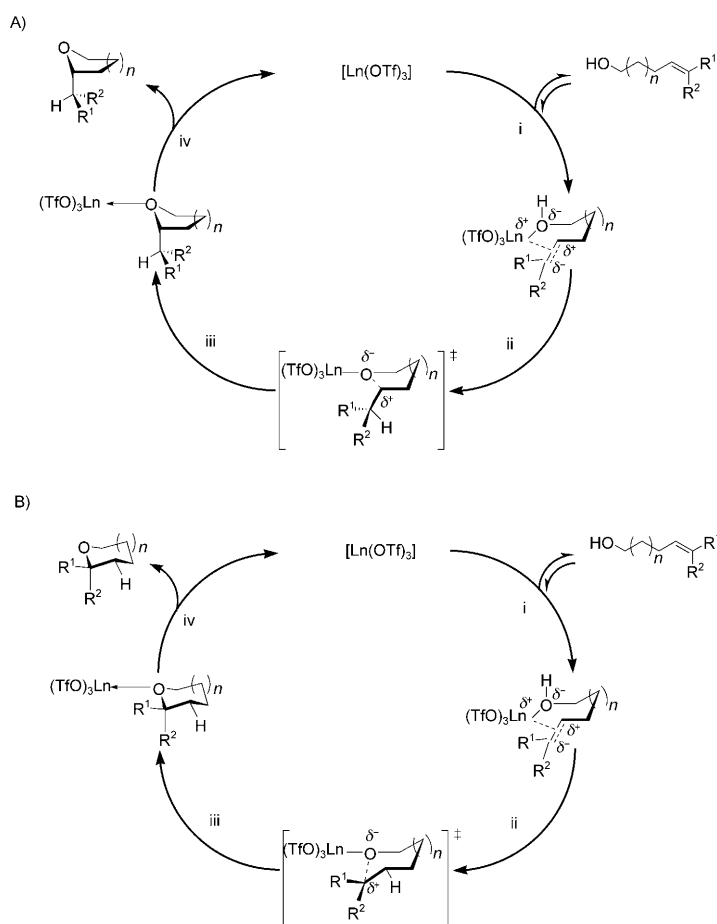 A)
O
n
H
R²
R¹
[Ln(OTf)₃]
HO
n
R¹
R²
i
iv
(TfO)₃Ln
O
n
H
R²
R¹
H
O
δ⁻
n
δ⁺
(TfO)₃Ln
δ⁺
R¹
δ⁻
R²
iii
ii
δ⁻
‡
(TfO)₃Ln
O
n
R¹
δ⁺
H
R²
B)
O
n
R¹
H
R²
[Ln(OTf)₃]
HO
n
R²
i
iv
(TfO)₃Ln
O
n
R¹
H
R²
H
O
δ⁻
n
δ⁺
(TfO)₃Ln
δ⁺
R¹
δ⁻
R²
iii
ii
δ⁻
‡
(TfO)₃Ln
O
n
R¹
δ⁺
H
R²